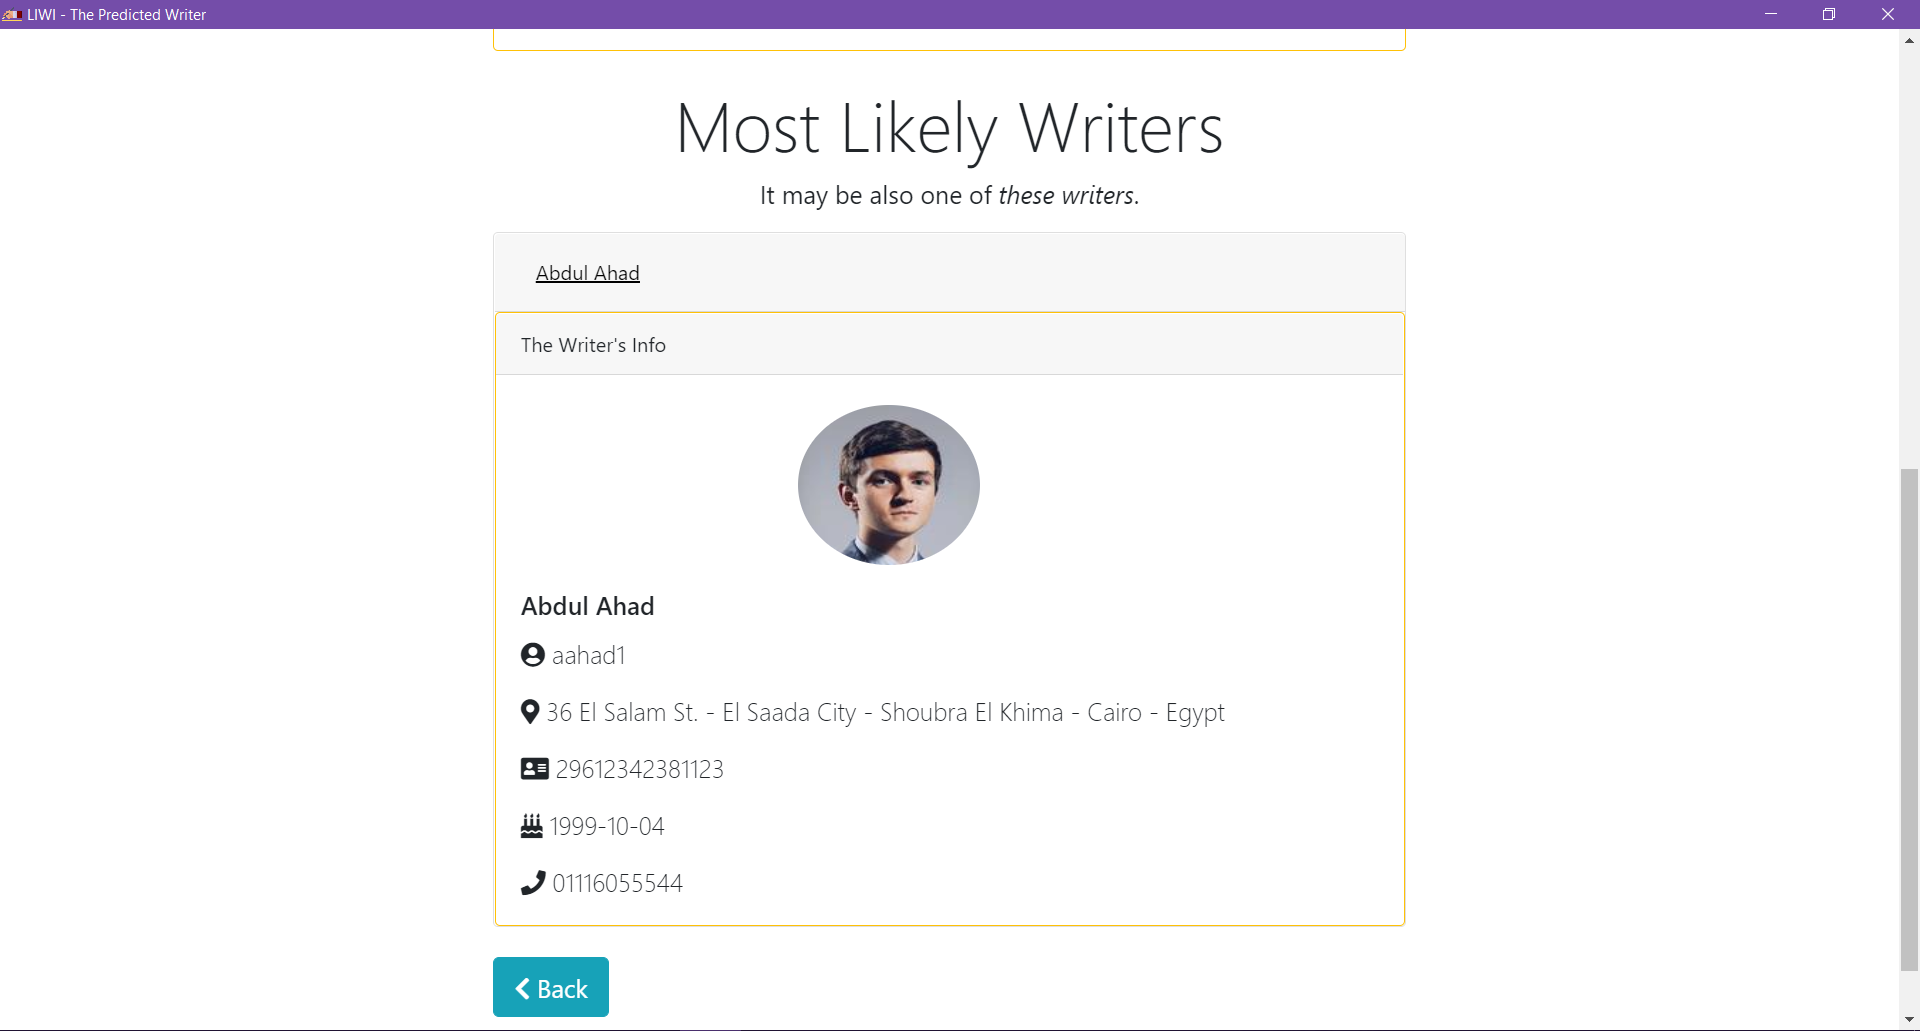 LIWI - The Predicted Writer
Most Likely Writers
It may be also one of these writers.
Abdul Ahad
The Writer's Info
Abdul Ahad
aahad1
36 El Salam St. - El Saada City - Shoubra El Khima - Cairo - Egypt
29612342381123
1999-10-04
01116055544
Back